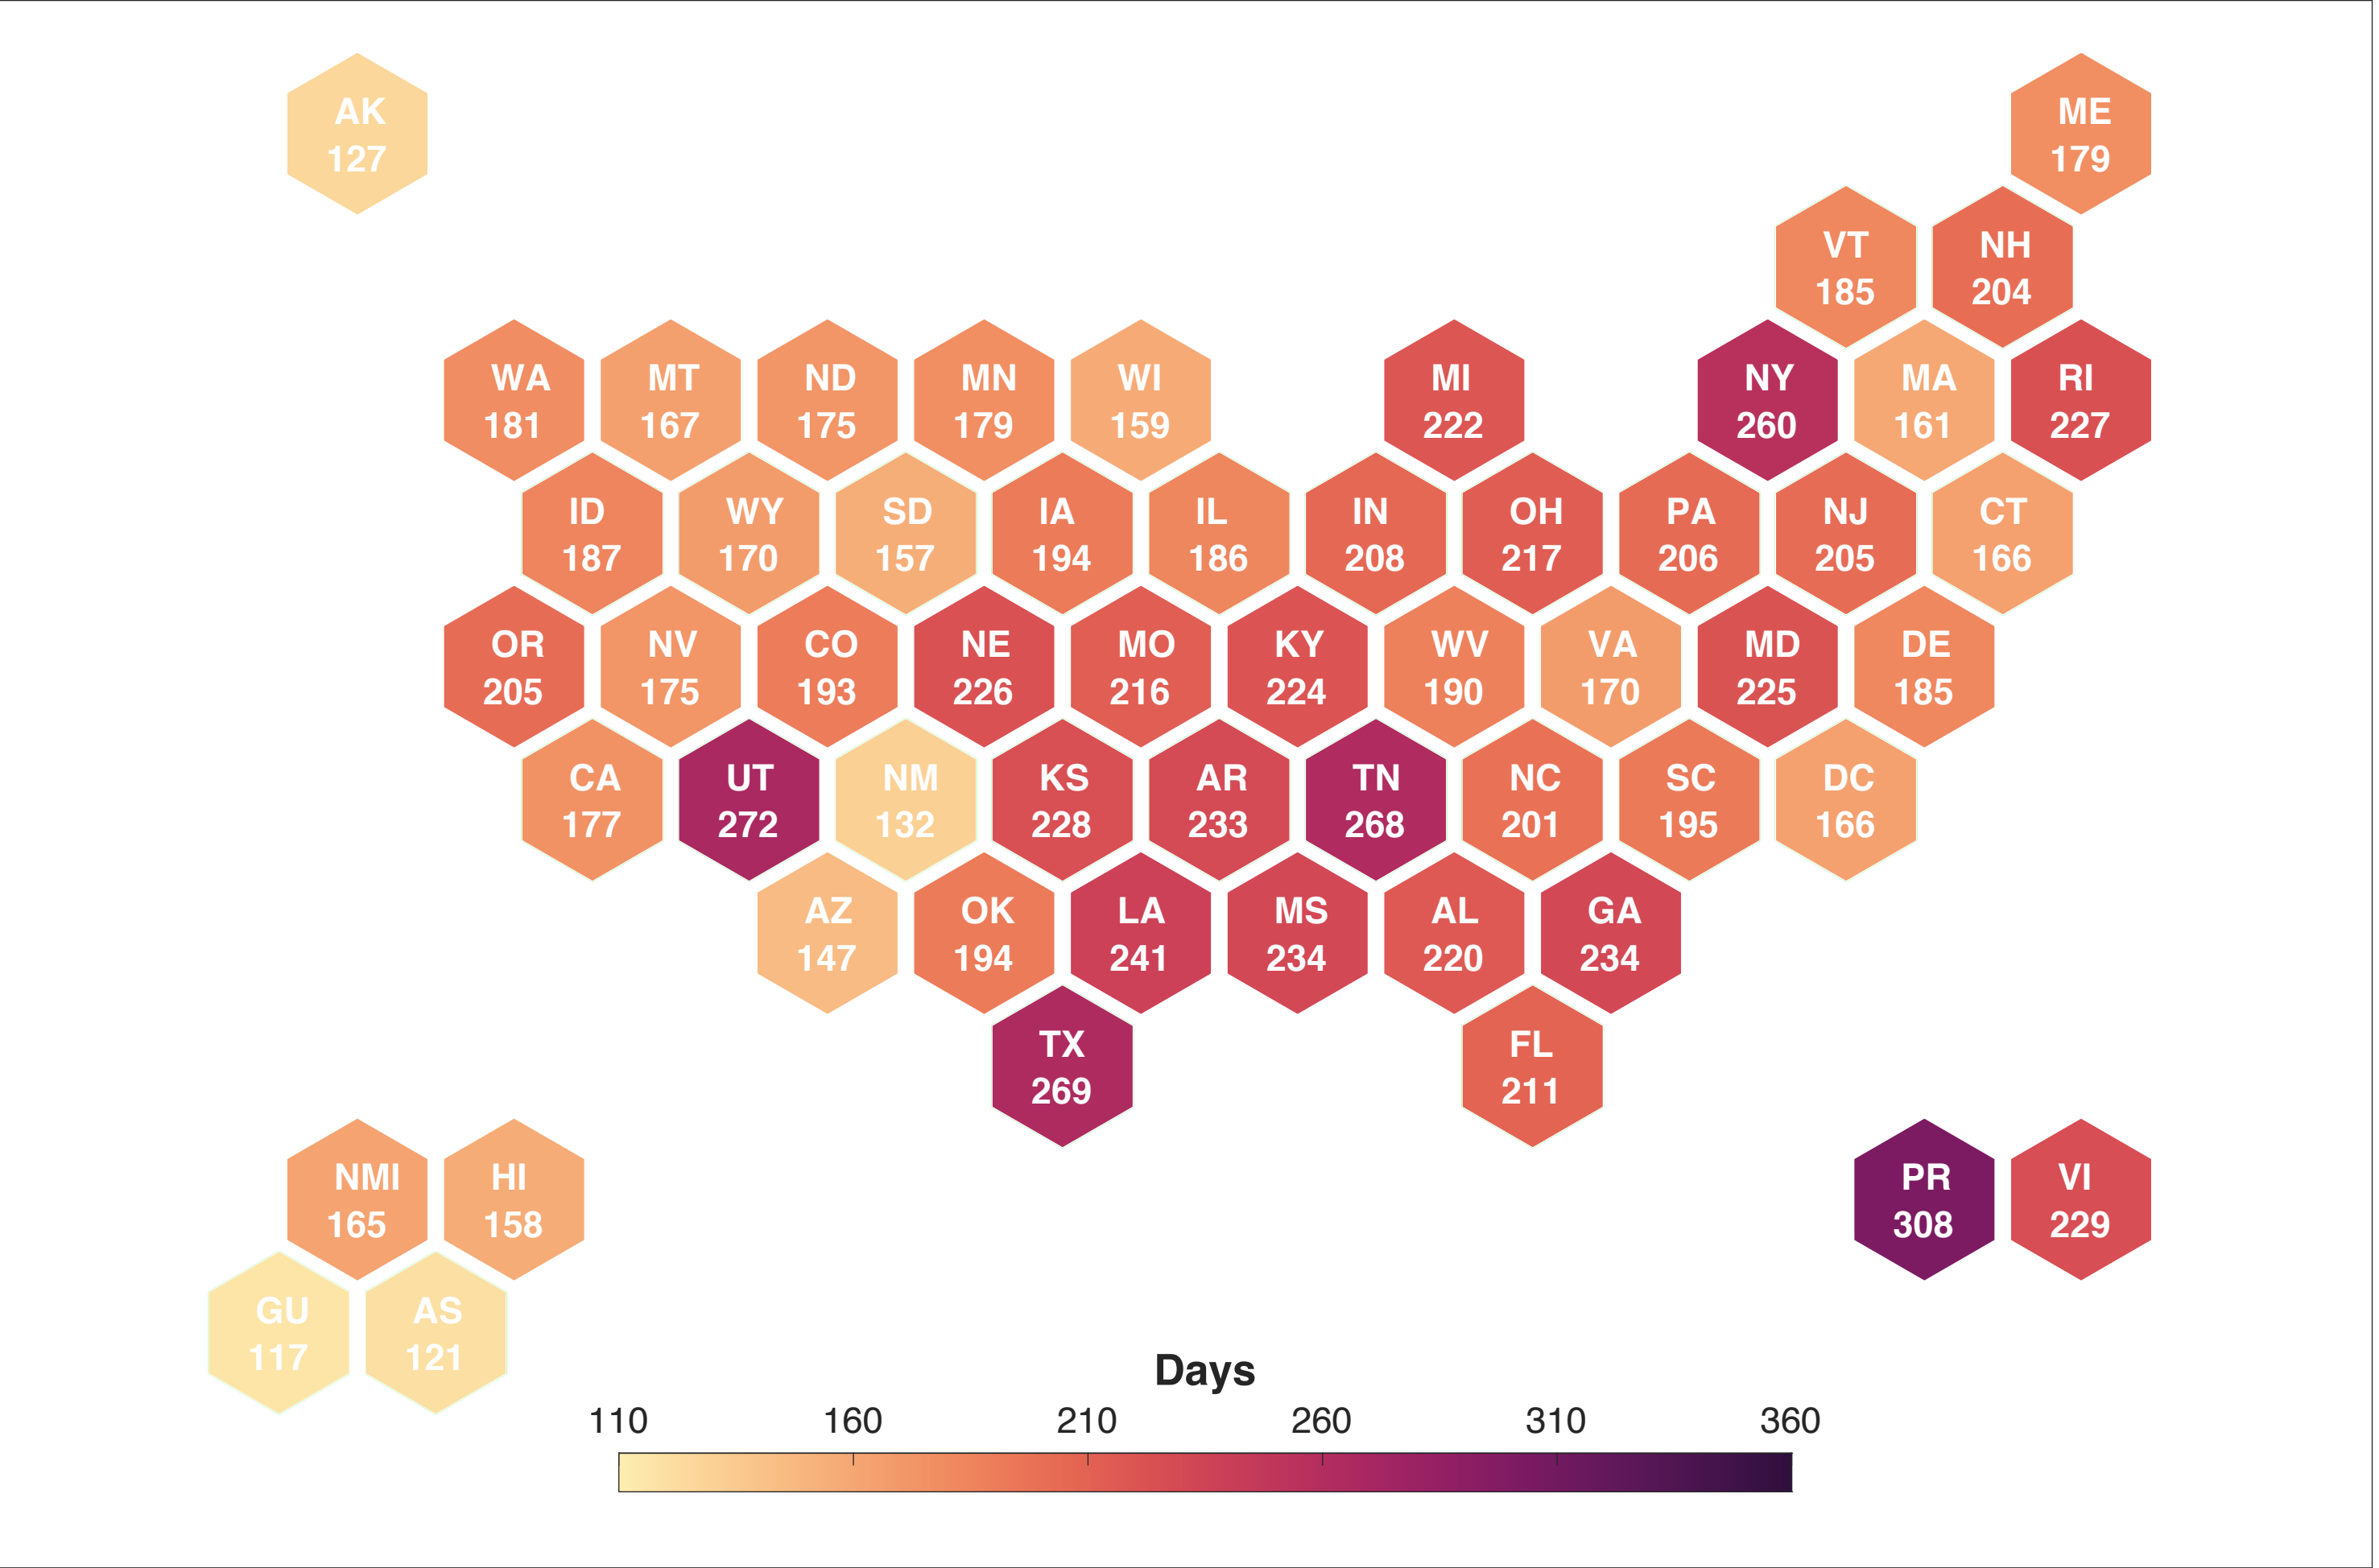 AK
127
ME
179
VT
185
NH
204
WA
181
MT
167
ND
175
MN
179
WI
159
MI
222
NY
260
MA
161
RI
227
ID
187
WY
170
SD
157
IA
194
IL
186
IN
208
OH
217
PA
206
NJ
205
CT
166
OR
205
NV
175
CO
193
NE
226
MO
216
KY
224
WV
190
VA
170
MD
225
DE
185
CA
177
UT
272
NM
132
KS
228
AR
233
TN
268
NC
201
SC
195
DC
166
AZ
147
OK
194
LA
241
MS
234
AL
220
GA
234
TX
269
FL
211
NMI
165
HI
158
PR
308
VI
229
GU
117
AS
121
Days
110 160 210 260 310 360